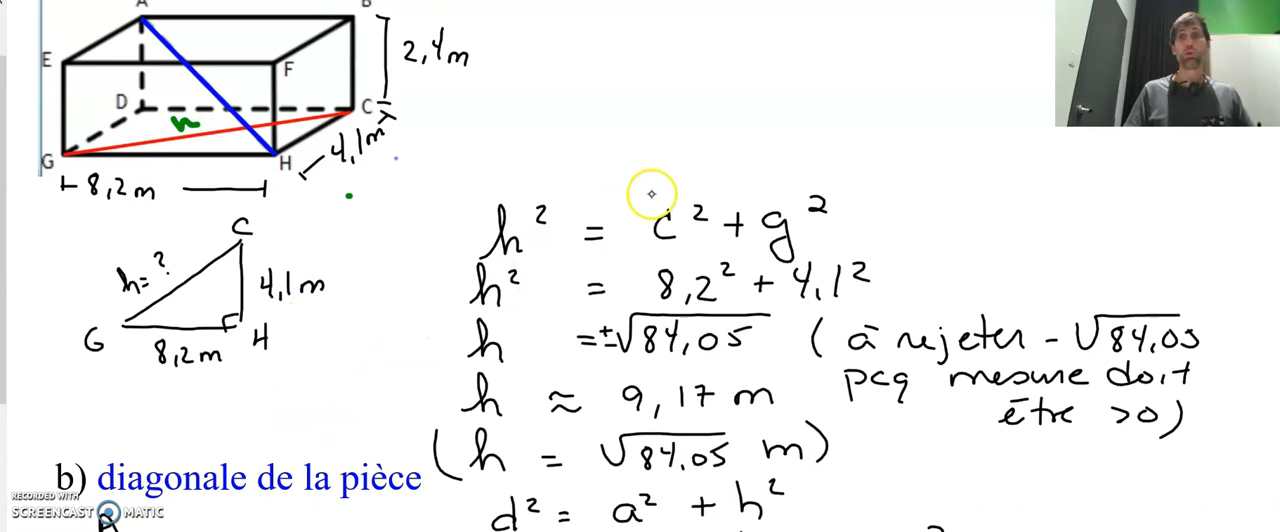 A B
2,4m
E F
D C
h
4,1m
G H
8,2m
C
h=?
4,1m
G H
8,2m
h² = c² + g²
h² = 8,2² + 4,1²
h = ±√84,05 (à rejeter -√84,05
pcq mesure doit
être >0)
h ≈ 9,17 m
(h = √84,05 m)
b) diagonale de la pièce
d² = a² + h²
RECORDED WITH
SCREENCAST MATIC